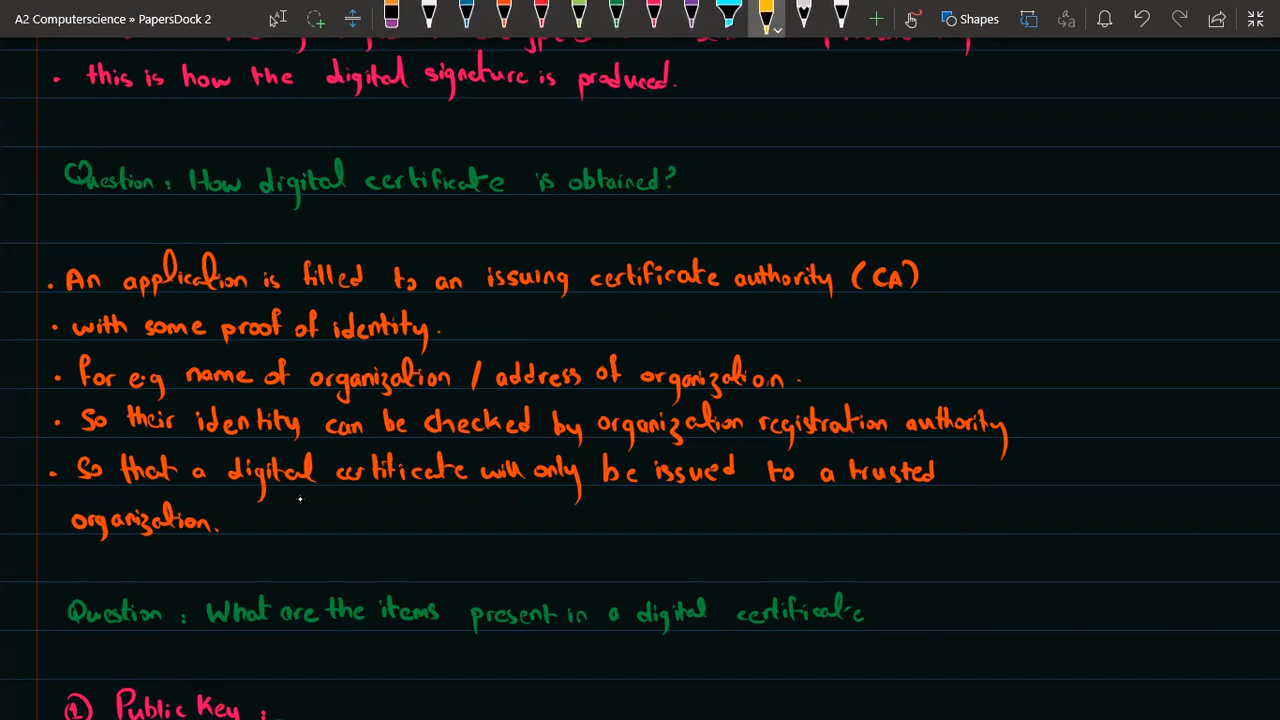 A2 Computerscience » PapersDock 2
Shapes
• this is how the digital signature is produced.
Question: How digital certificate is obtained?
• An application is filled to an issuing certificate authority (CA)
• with some proof of identity.
• for e.g name of organization / address of organization.
• So their identity can be checked by organization registration authority
• So that a digital certificate will only be issued to a trusted
organization.
Question: What are the items present in a digital certificate
① Public Key :